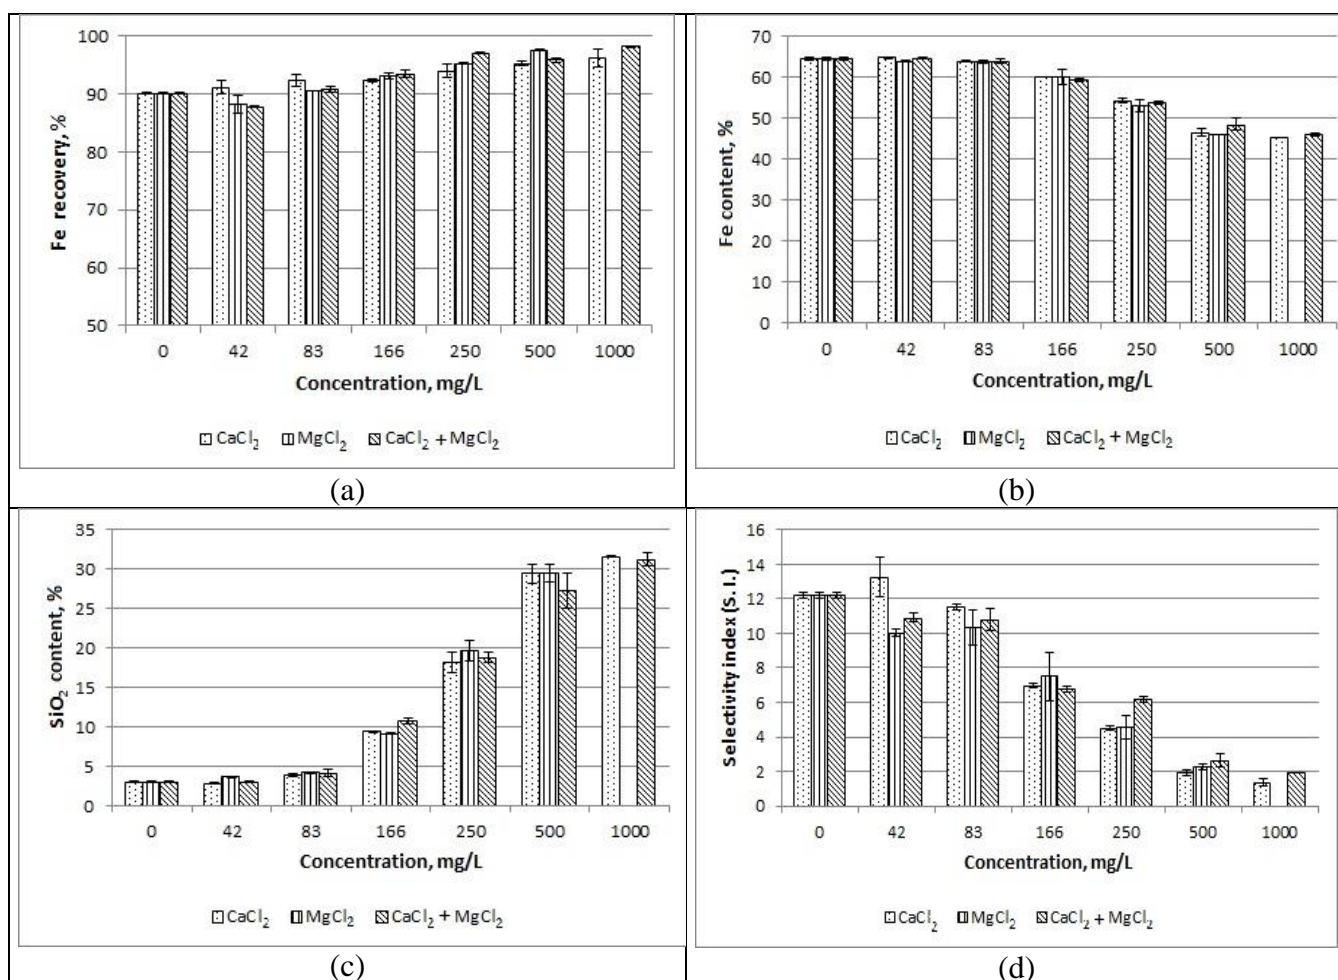 100
90
80
70
60
50
Fe recovery, %
0 42 83 166 250 500 1000
Concentration, mg/L
CaCl₂ MgCl₂ CaCl₂ + MgCl₂
(a)
70
60
50
40
30
20
10
0
Fe content, %
0 42 83 166 250 500 1000
Concentration, mg/L
CaCl₂ MgCl₂ CaCl₂ + MgCl₂
(b)
35
30
25
20
15
10
5
0
SiO₂ content, %
0 42 83 166 250 500 1000
Concentration, mg/L
CaCl₂ MgCl₂ CaCl₂ + MgCl₂
(c)
16
14
12
10
8
6
4
2
0
Selectivity index (S. I.)
0 42 83 166 250 500 1000
Concentration, mg/L
CaCl₂ MgCl₂ CaCl₂ + MgCl₂
(d)